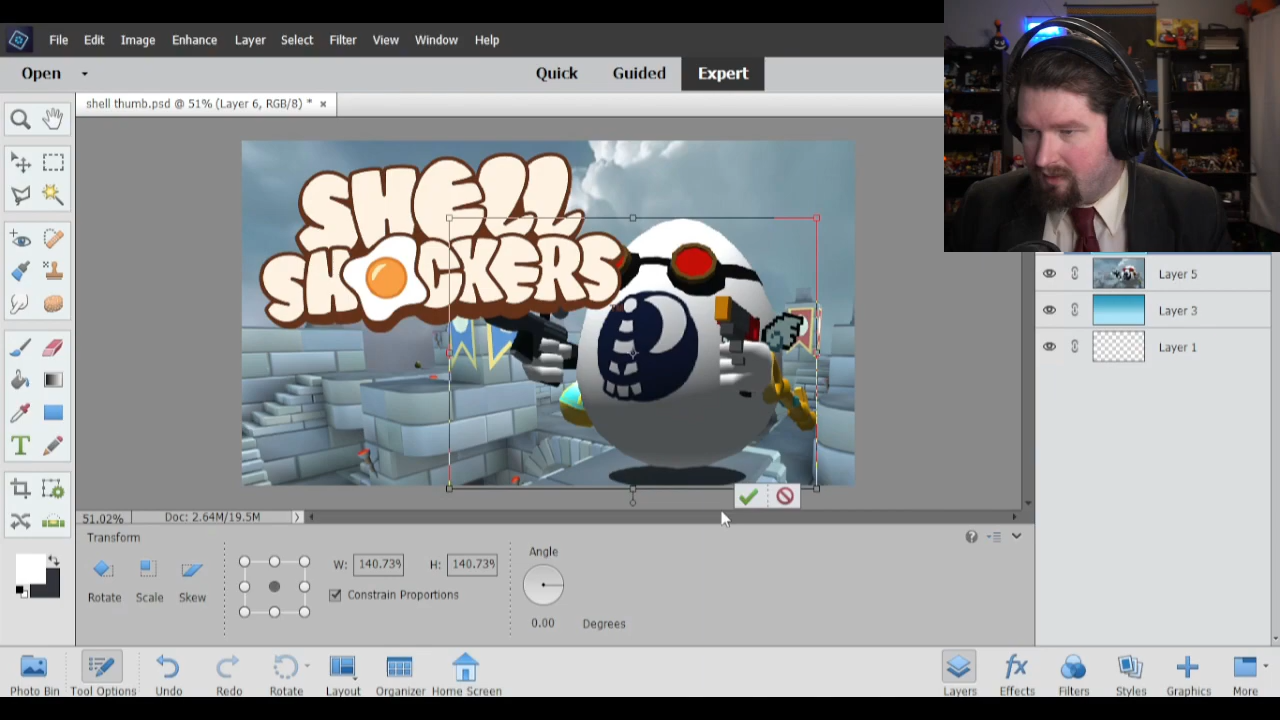 File Edit Image Enhance Layer Select Filter View Window Help
Open Quick Guided Expert
shell thumb.psd @ 51% (Layer 6, RGB/8) * ×
SHELL
SHOCKERS
Layer 5
Layer 3
Layer 1
51.02% Doc: 2.64M/19.5M
Transform
Rotate Scale Skew
W: 140.739 H: 140.739
Constrain Proportions
Angle
0.00 Degrees
Photo Bin Tool Options Undo Redo Rotate Layout Organizer Home Screen Layers Effects Filters Styles Graphics More